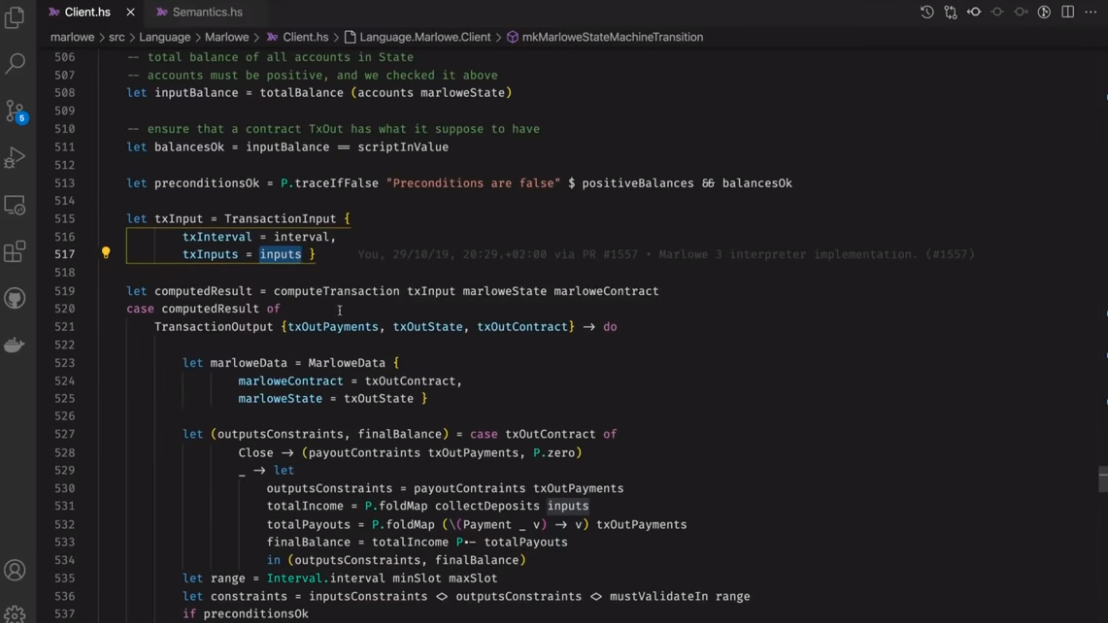 Client.hs Semantics.hs
marlowe > src > Language > Marlowe > Client.hs > Language.Marlowe.Client > mkMarloweStateMachineTransition
506 -- total balance of all accounts in State
507 -- accounts must be positive, and we checked it above
508 let inputBalance = totalBalance (accounts marloweState)
509
510 -- ensure that a contract TxOut has what it suppose to have
511 let balancesOk = inputBalance == scriptInValue
512
513 let preconditionsOk = P.traceIfFalse "Preconditions are false" $ positiveBalances && balancesOk
514
515 let txInput = TransactionInput {
516 txInterval = interval,
517 txInputs = inputs } You, 29/10/19, 20:29.+02:00 via PR #1557 • Marlowe 3 interpreter implementation. (#1557)
518
519 let computedResult = computeTransaction txInput marloweState marloweContract
520 case computedResult of
521 TransactionOutput {txOutPayments, txOutState, txOutContract} -> do
522
523 let marloweData = MarloweData {
524 marloweContract = txOutContract,
525 marloweState = txOutState }
526
527 let (outputsConstraints, finalBalance) = case txOutContract of
528 Close -> (payoutContraints txOutPayments, P.zero)
529 _ -> let
530 outputsConstraints = payoutContraints txOutPayments
531 totalIncome = P.foldMap collectDeposits inputs
532 totalPayouts = P.foldMap (\(Payment _ v) -> v) txOutPayments
533 finalBalance = totalIncome P.- totalPayouts
534 in (outputsConstraints, finalBalance)
535 let range = Interval.interval minSlot maxSlot
536 let constraints = inputsConstraints <> outputsConstraints <> mustValidateIn range
537 if preconditionsOk
5